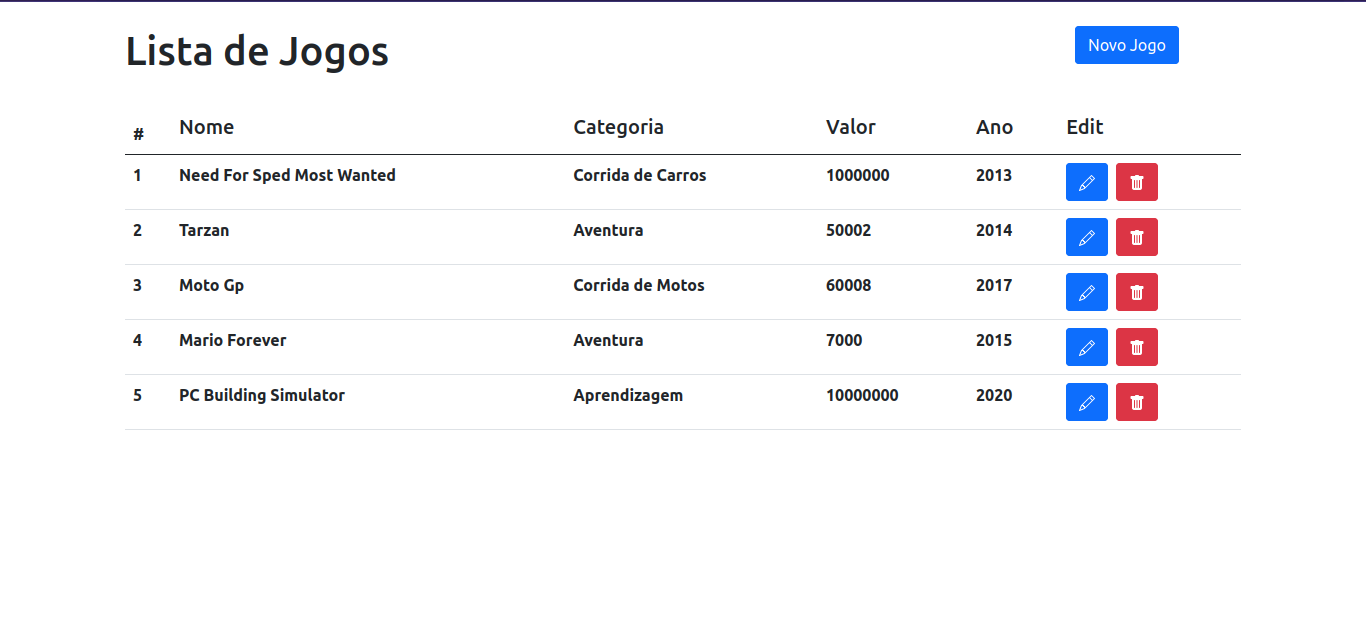 Lista de Jogos
Novo Jogo
# Nome Categoria Valor Ano Edit
1 Need For Sped Most Wanted Corrida de Carros 1000000 2013
2 Tarzan Aventura 50002 2014
3 Moto Gp Corrida de Motos 60008 2017
4 Mario Forever Aventura 7000 2015
5 PC Building Simulator Aprendizagem 10000000 2020